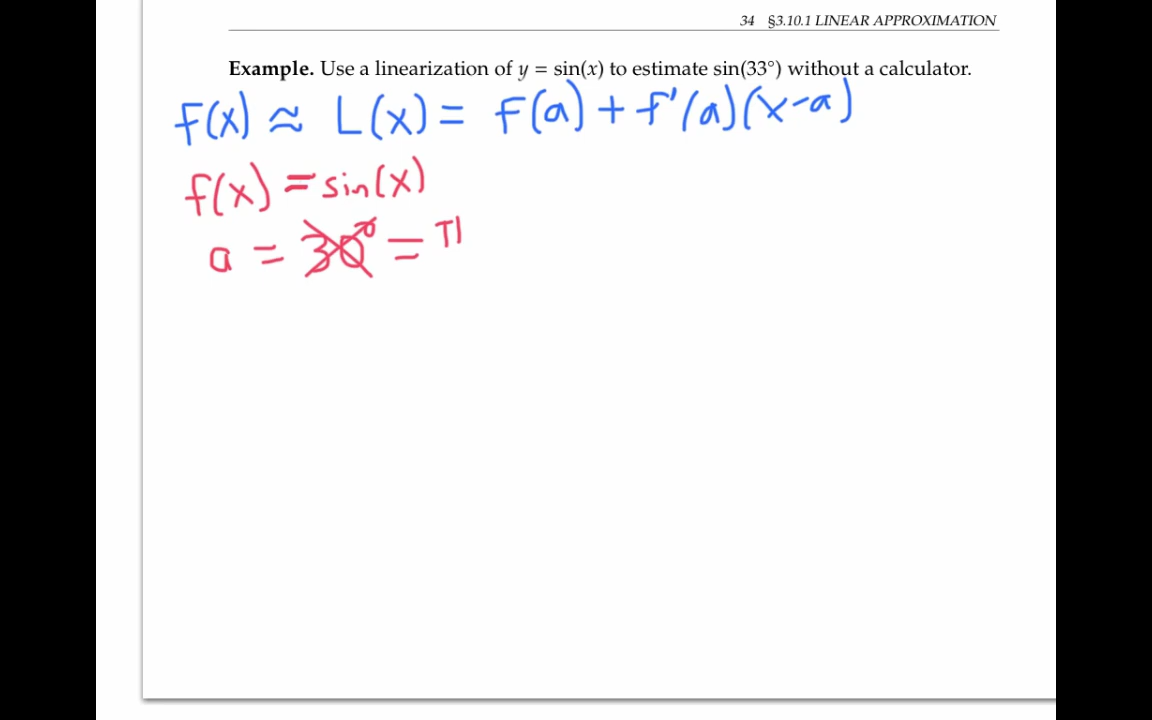 34 §3.10.1 LINEAR APPROXIMATION
Example. Use a linearization of y = sin(x) to estimate sin(33°) without a calculator.
f(x) ≈ L(x) = f(a) + f'(a)(x-a)
f(x) = sin(x)
a = 30° = π